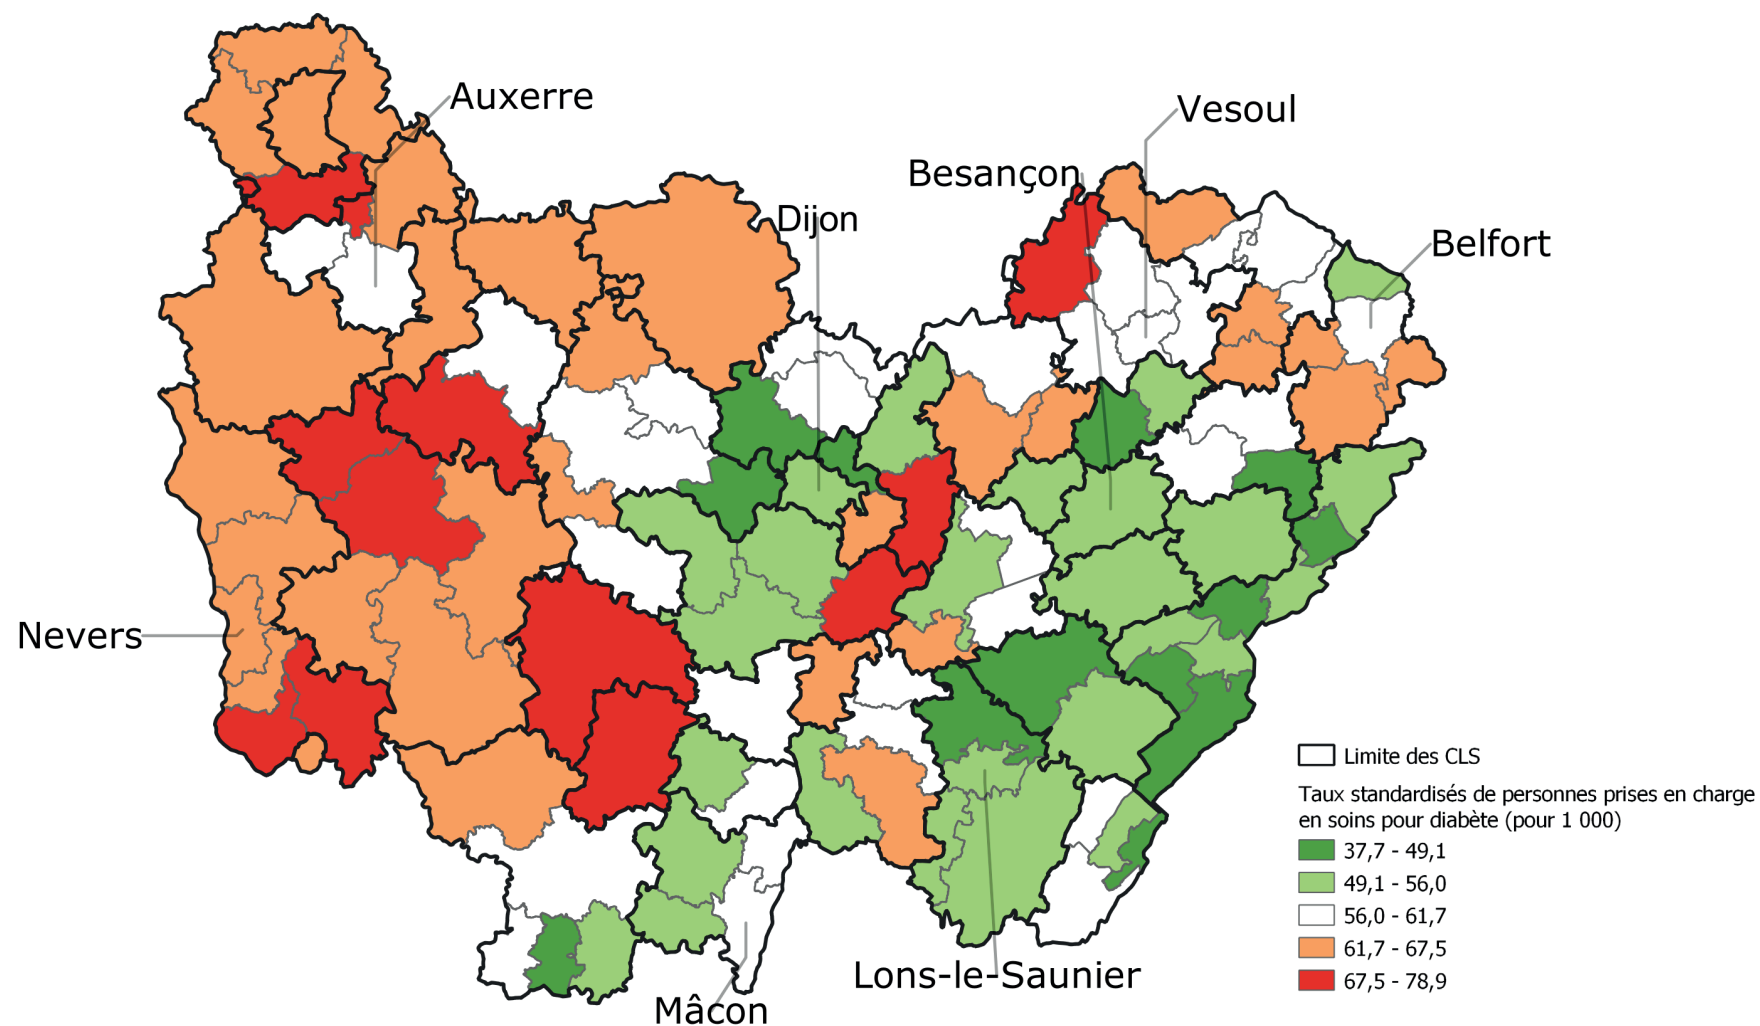 Auxerre
Vesoul
Besançon
Dijon
Belfort
Nevers
Limite des CLS
Taux standardisés de personnes prises en charge
en soins pour diabète (pour 1 000)
37,7 - 49,1
49,1 - 56,0
56,0 - 61,7
61,7 - 67,5
67,5 - 78,9
Lons-le-Saunier
Mâcon